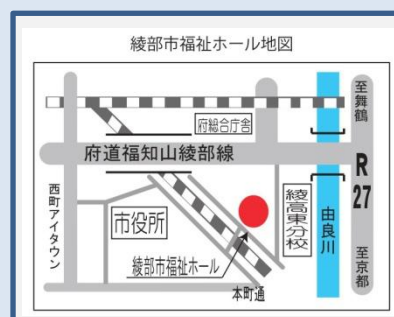 綾部市福祉ホール地図
至舞鶴
府総合庁舎
府道福知山綾部線
R27
西町アイタウン
市役所
綾高東分校
由良川
綾部市福祉ホール
至京都
本町通